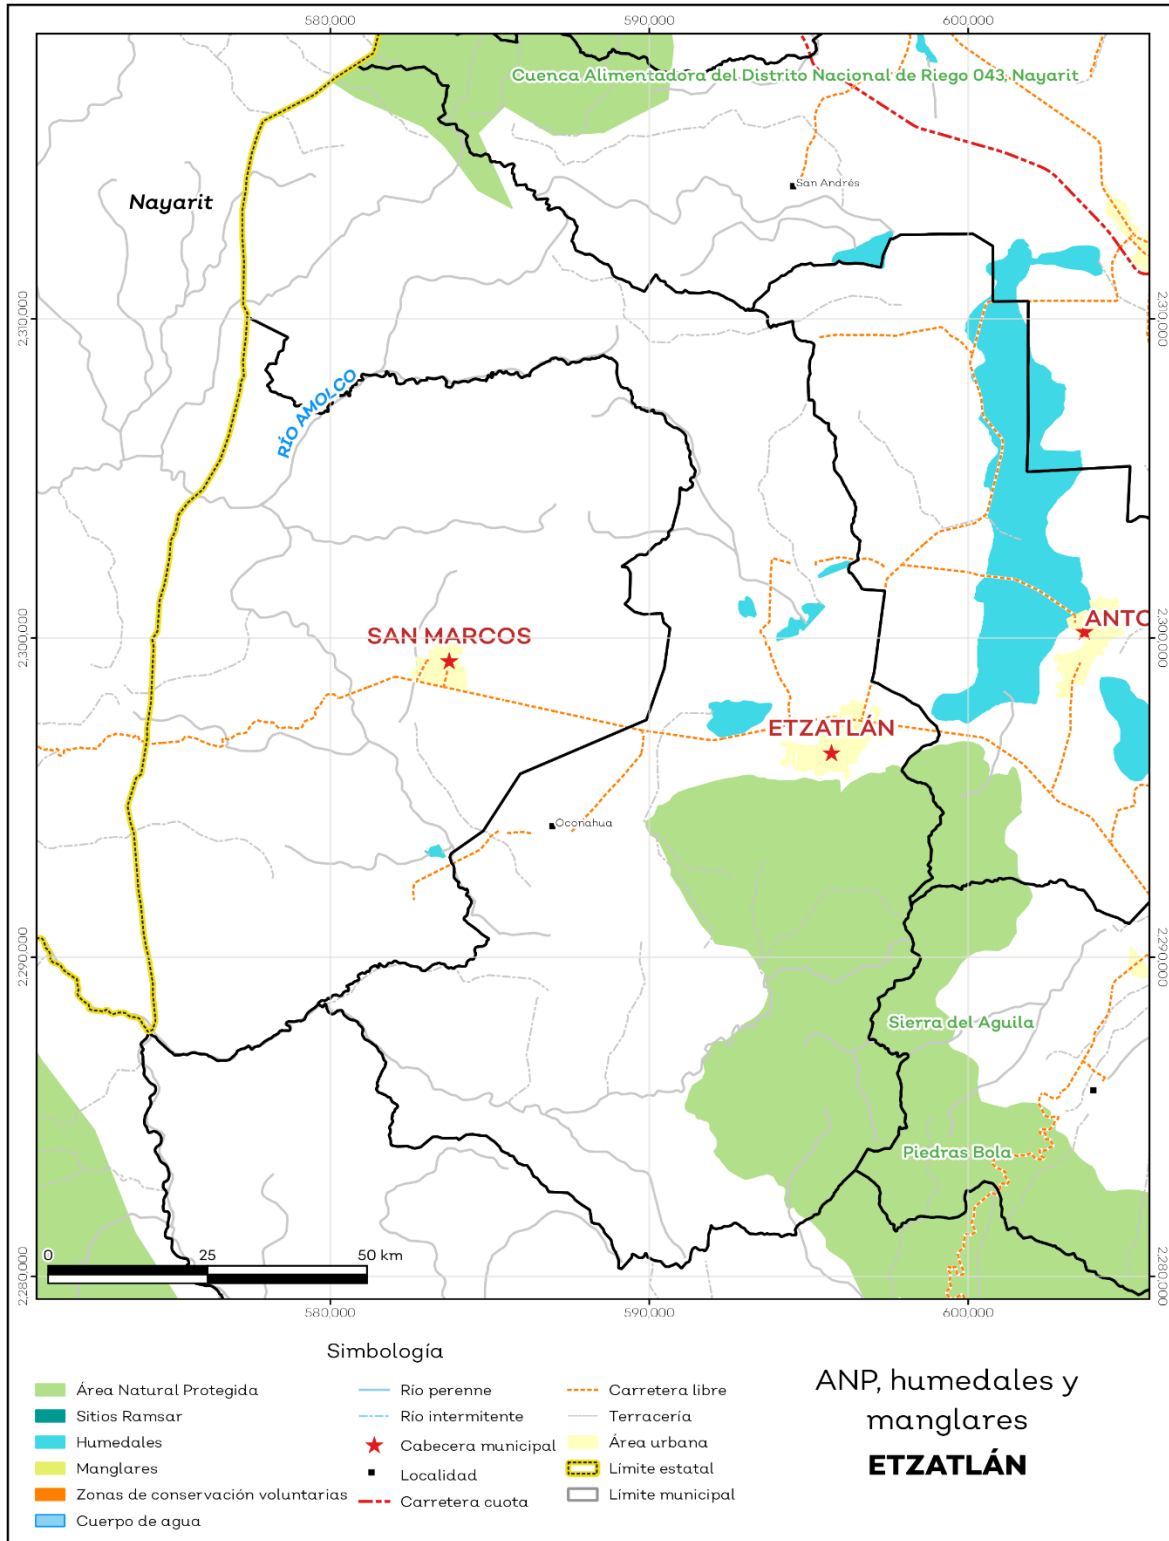 580,000
590,000
600,000
Cuenca Alimentadora del Distrito Nacional de Riego 043, Nayarit
San Andrés
Nayarit
2,310,000
2,310,000
RÍO AMOLCO
SAN MARCOS
ANTO
2,300,000
2,300,000
ETZATLÁN
Oconahua
2,290,000
2,290,000
Sierra del Aguila
Piedras Bola
0
25
50 km
2,280,000
2,280,000
580,000
590,000
600,000
Simbología
Área Natural Protegida
Sitios Ramsar
Humedales
Manglares
Zonas de conservación voluntarias
Cuerpo de agua
Río perenne
Río intermitente
Cabecera municipal
Localidad
Carretera cuota
Carretera libre
Terracería
Área urbana
Límite estatal
Límite municipal
ANP, humedales y
manglares
ETZATLÁN